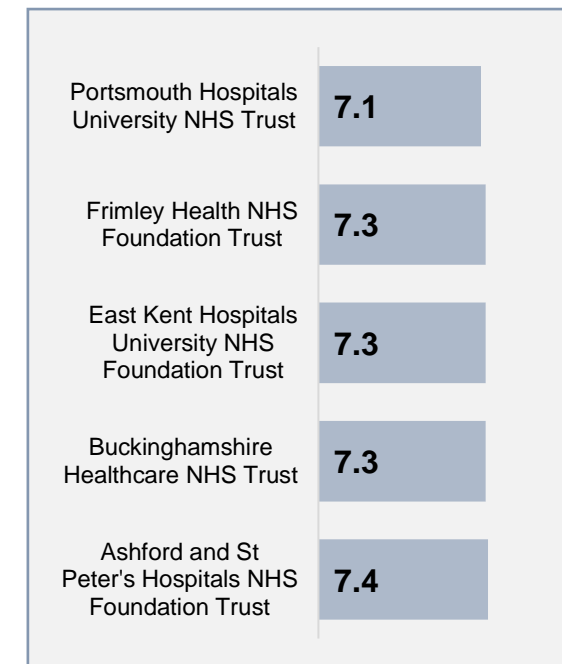 Portsmouth Hospitals
University NHS Trust
7.1
Frimley Health NHS
Foundation Trust
7.3
East Kent Hospitals
University NHS
Foundation Trust
7.3
Buckinghamshire
Healthcare NHS Trust
7.3
Ashford and St
Peter's Hospitals NHS
Foundation Trust
7.4